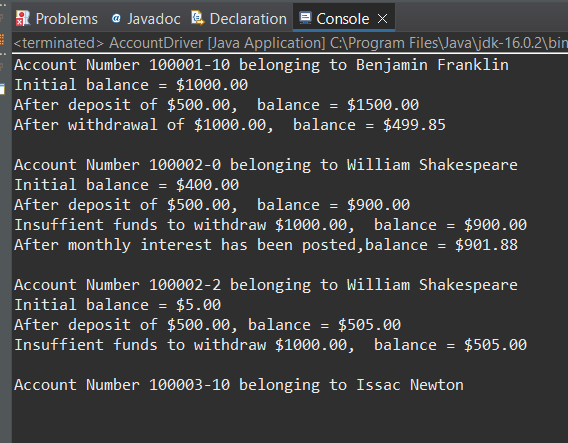 Problems @ Javadoc Declaration Console
<terminated> AccountDriver [Java Application] C:\Program Files\Java\jdk-16.0.2\bin
Account Number 100001-10 belonging to Benjamin Franklin
Initial balance = $1000.00
After deposit of $500.00,  balance = $1500.00
After withdrawal of $1000.00,  balance = $499.85
Account Number 100002-0 belonging to William Shakespeare
Initial balance = $400.00
After deposit of $500.00,  balance = $900.00
Insufficient funds to withdraw $1000.00,  balance = $900.00
After monthly interest has been posted,balance = $901.88
Account Number 100002-2 belonging to William Shakespeare
Initial balance = $5.00
After deposit of $500.00, balance = $505.00
Insufficient funds to withdraw $1000.00,  balance = $505.00
Account Number 100003-10 belonging to Issac Newton